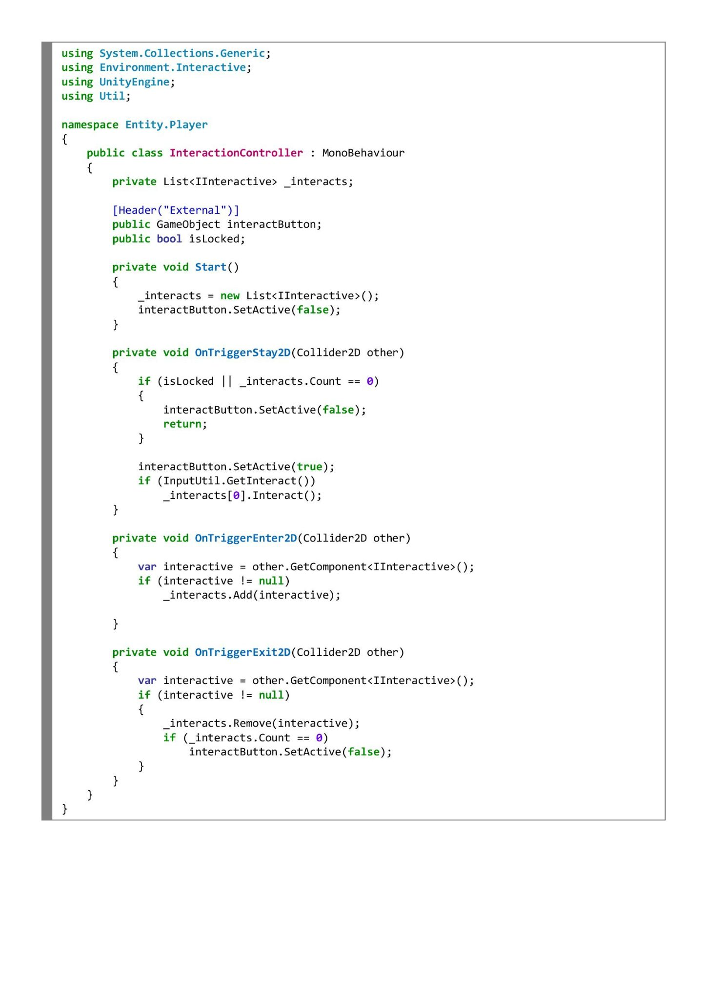 using System.Collections.Generic;
using Environment.Interactive;
using UnityEngine;
using Util;

namespace Entity.Player
{
    public class InteractionController : MonoBehaviour
    {
        private List<IInteractive> _interacts;

        [Header("External")]
        public GameObject interactButton;
        public bool isLocked;

        private void Start()
        {
            _interacts = new List<IInteractive>();
            interactButton.SetActive(false);
        }

        private void OnTriggerStay2D(Collider2D other)
        {
            if (isLocked || _interacts.Count == 0)
            {
                interactButton.SetActive(false);
                return;
            }

            interactButton.SetActive(true);
            if (InputUtil.GetInteract())
                _interacts[0].Interact();
        }

        private void OnTriggerEnter2D(Collider2D other)
        {
            var interactive = other.GetComponent<IInteractive>();
            if (interactive != null)
                _interacts.Add(interactive);

        }

        private void OnTriggerExit2D(Collider2D other)
        {
            var interactive = other.GetComponent<IInteractive>();
            if (interactive != null)
            {
                _interacts.Remove(interactive);
                if (_interacts.Count == 0)
                    interactButton.SetActive(false);
            }
        }
    }
}